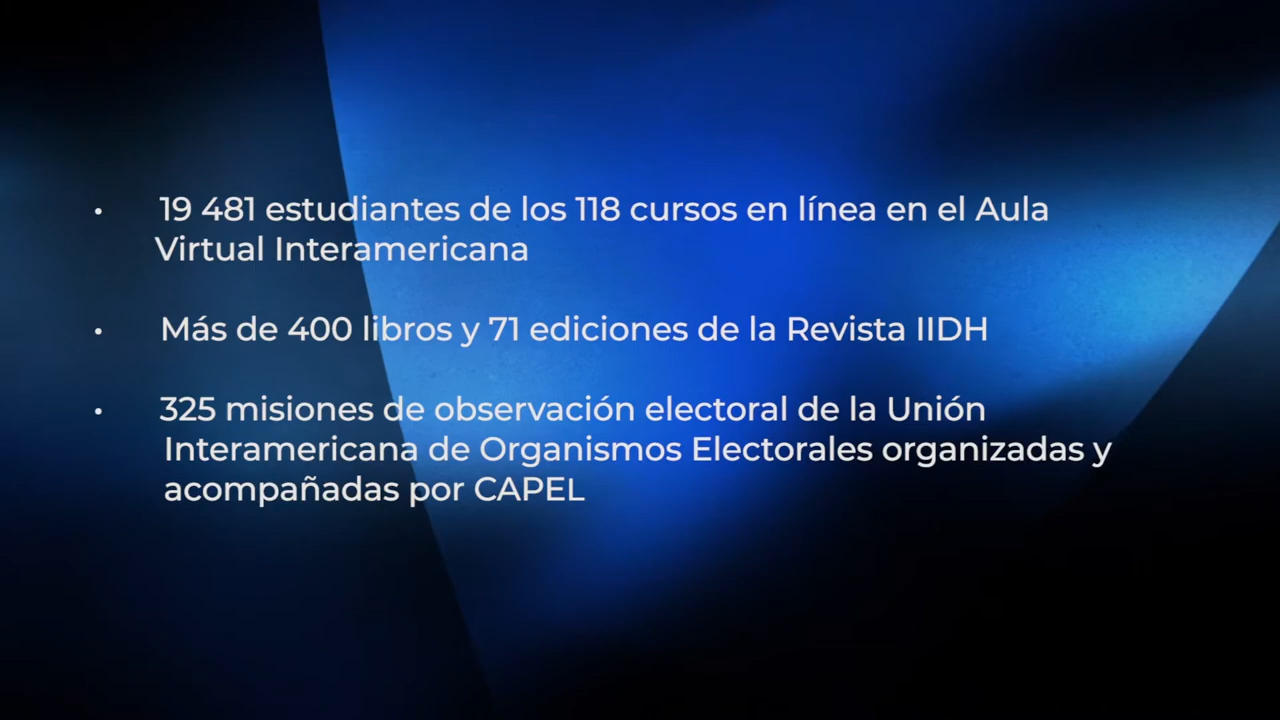 • 19 481 estudiantes de los 118 cursos en línea en el Aula
Virtual Interamericana
• Más de 400 libros y 71 ediciones de la Revista IIDH
• 325 misiones de observación electoral de la Unión
Interamericana de Organismos Electorales organizadas y
acompañadas por CAPEL